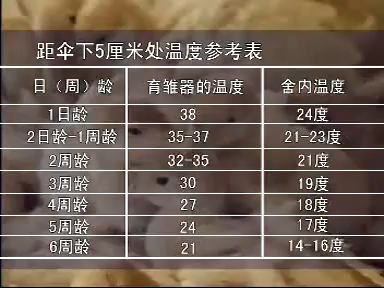 距伞下5厘米处温度参考表
日（周）龄 育雏器的温度 舍内温度
1日龄 38 24度
2日龄-1周龄 35-37 21-23度
2周龄 32-35 21度
3周龄 30 19度
4周龄 27 18度
5周龄 24 17度
6周龄 21 14-16度